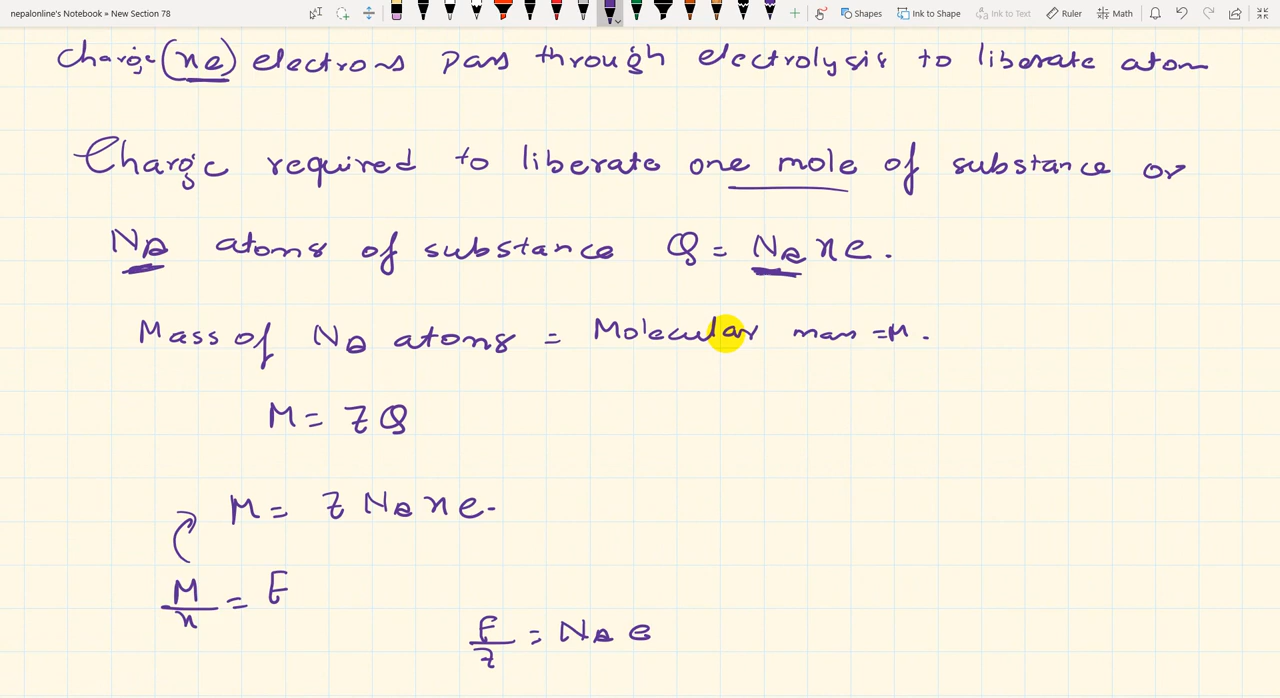 nepalonline's Notebook » New Section 78
Shapes Ink to Shape Ink to Text Ruler Math
Charge (ne) electrons pass through electrolysis to liberate atom
Charge required to liberate one mole of substance or
NA atoms of substance Q = NA ne.
Mass of NA atoms = Molecular mass = M.
M = ZQ
M = Z NA ne.
M/n = E
E/Z = NA e